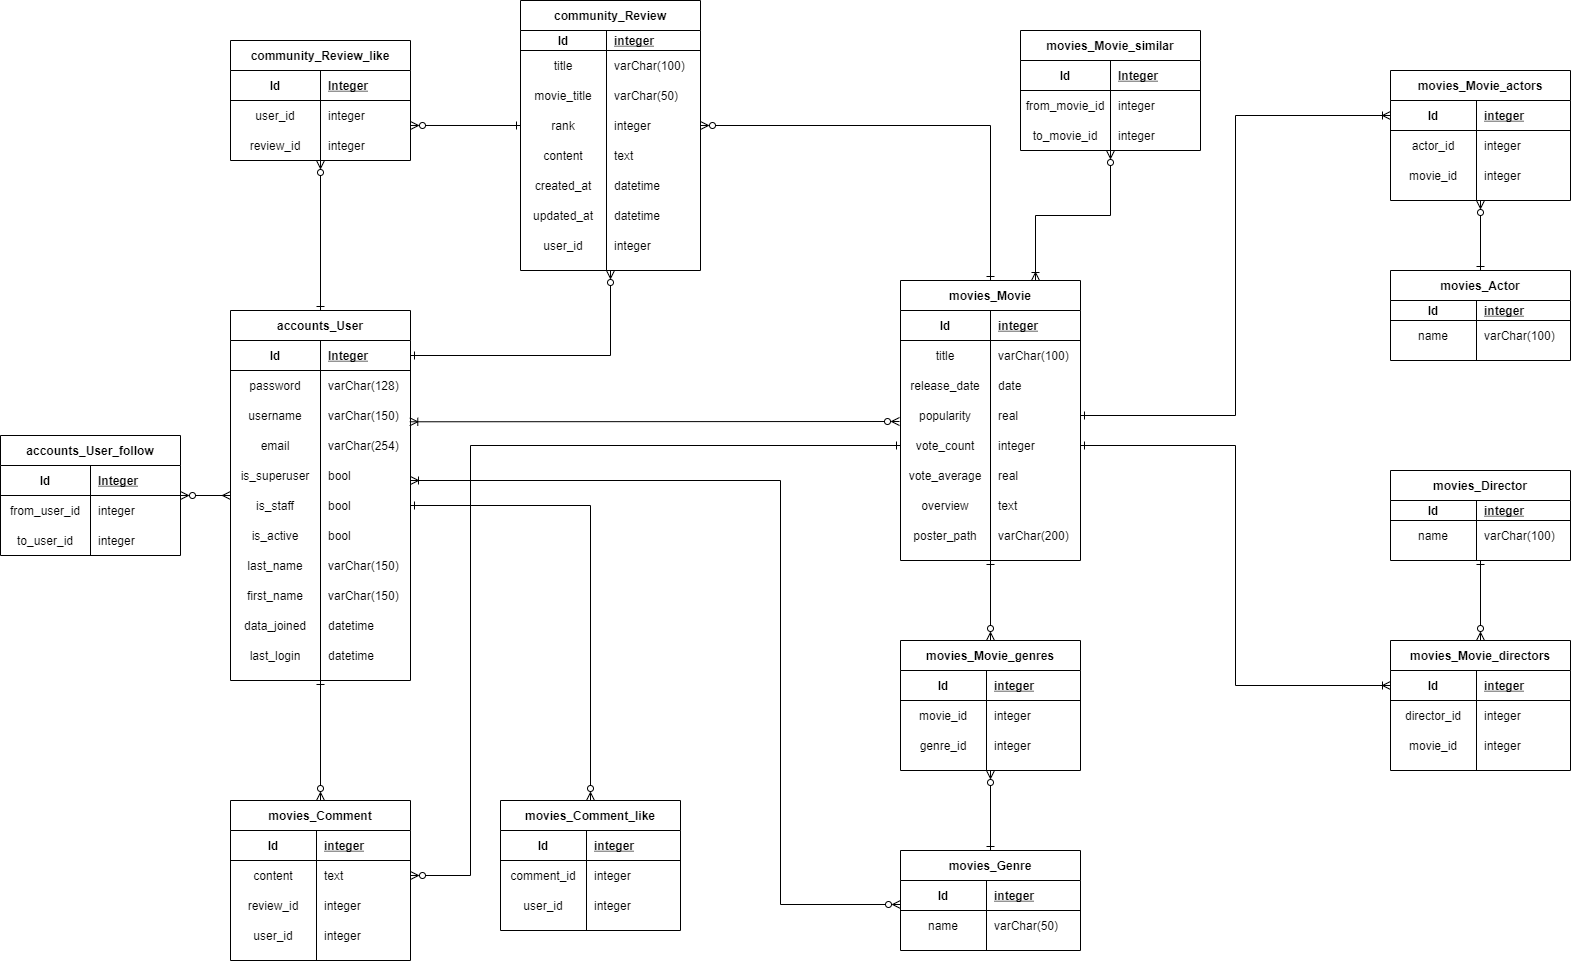 community_Review
Id integer
title varChar(100)
movie_title varChar(50)
rank integer
content text
created_at datetime
updated_at datetime
user_id integer
community_Review_like
Id Integer
user_id integer
review_id integer
movies_Movie_similar
Id Integer
from_movie_id integer
to_movie_id integer
movies_Movie_actors
Id integer
actor_id integer
movie_id integer
movies_Actor
Id integer
name varChar(100)
movies_Movie
Id integer
title varChar(100)
release_date date
popularity real
vote_count integer
vote_average real
overview text
poster_path varChar(200)
accounts_User
Id Integer
password varChar(128)
username varChar(150)
email varChar(254)
is_superuser bool
is_staff bool
is_active bool
last_name varChar(150)
first_name varChar(150)
data_joined datetime
last_login datetime
accounts_User_follow
Id Integer
from_user_id integer
to_user_id integer
movies_Director
Id integer
name varChar(100)
movies_Movie_genres
Id integer
movie_id integer
genre_id integer
movies_Movie_directors
Id integer
director_id integer
movie_id integer
movies_Comment
Id integer
content text
review_id integer
user_id integer
movies_Comment_like
Id integer
comment_id integer
user_id integer
movies_Genre
Id integer
name varChar(50)